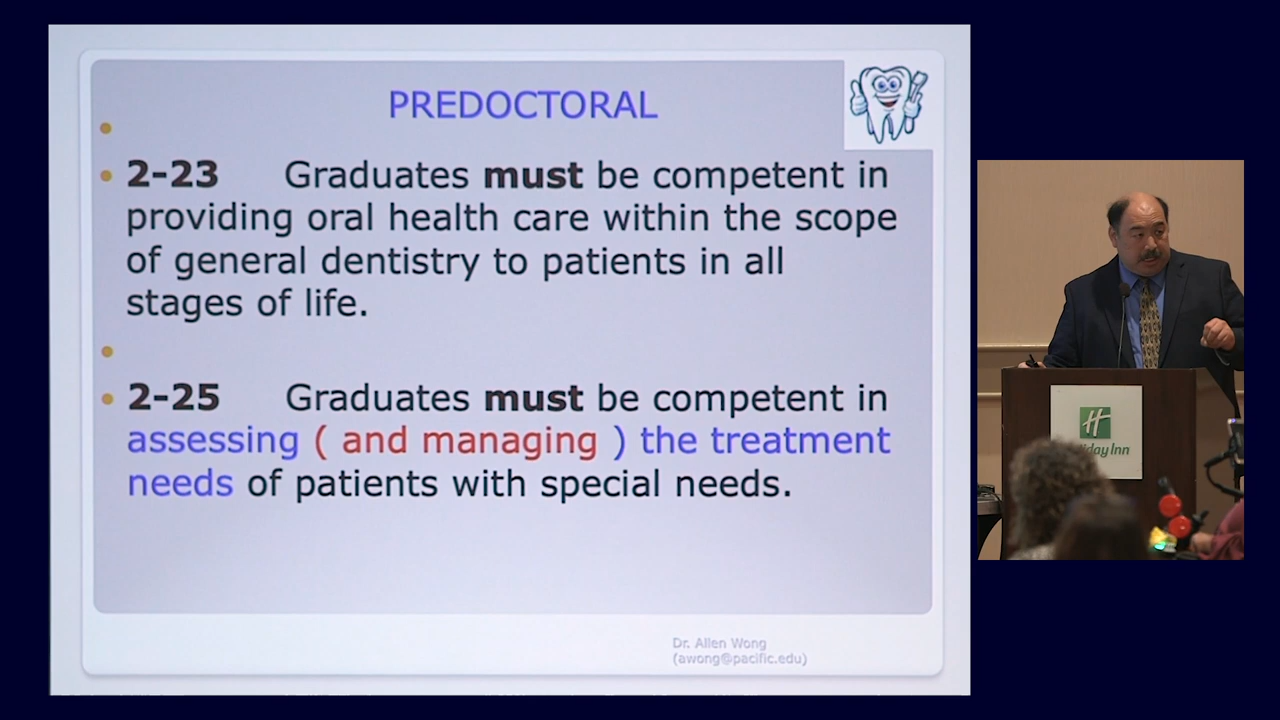 PREDOCTORAL
2-23 Graduates must be competent in
providing oral health care within the scope
of general dentistry to patients in all
stages of life.
2-25 Graduates must be competent in
assessing ( and managing ) the treatment
needs of patients with special needs.
Dr. Allen Wong
(awong@pacific.edu)
H
iday Inn